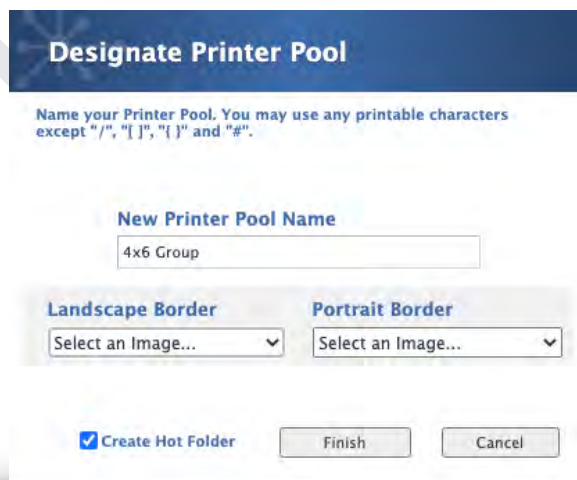 Designate Printer Pool
Name your Printer Pool. You may use any printable characters
except "/", "[ ]", "{ }" and "#".
New Printer Pool Name
4x6 Group
Landscape Border Portrait Border
Select an Image... Select an Image...
Create Hot Folder Finish Cancel